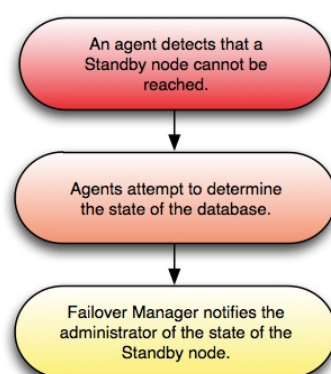 An agent detects that a
Standby node cannot be
reached.
Agents attempt to determine
the state of the database.
Failover Manager notifies the
administrator of the state of the
Standby node.